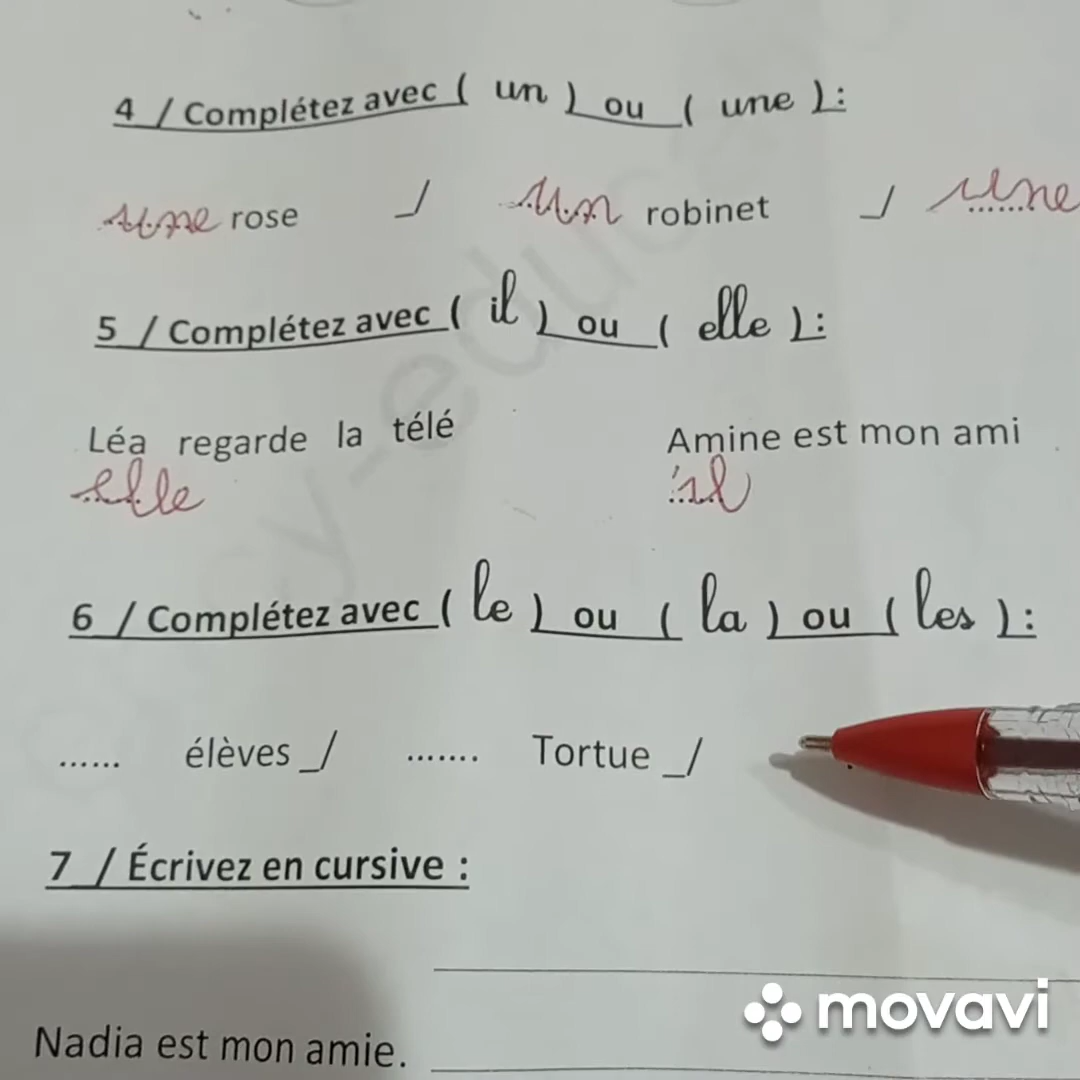 4 / Complétez avec ( un ) ou ( une ) :
une rose _/ un robinet _/ une
5 / Complétez avec ( il ) ou ( elle ) :
Léa regarde la télé Amine est mon ami
elle il
6 / Complétez avec ( le ) ou ( la ) ou ( les ) :
...... élèves _/ ....... Tortue _/
7 / Écrivez en cursive :
Nadia est mon amie.
movavi